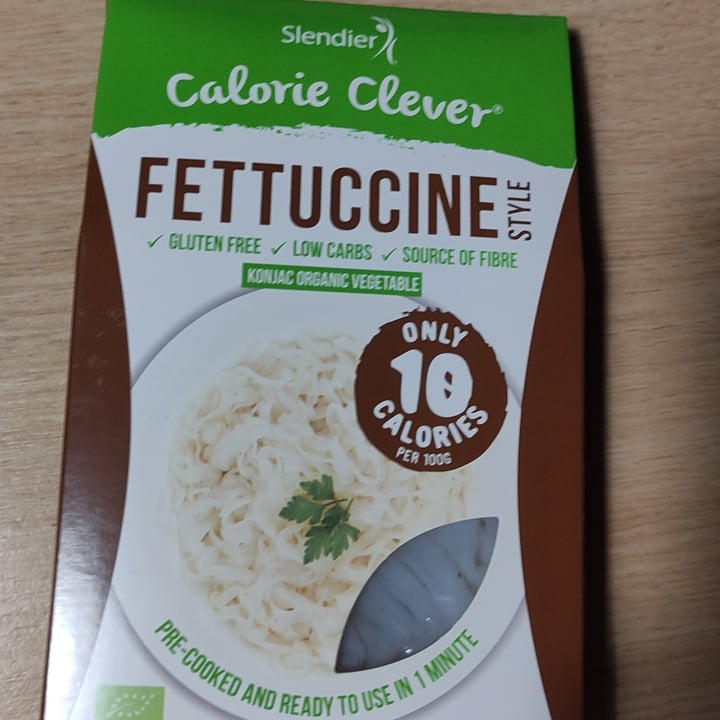 Slendier
Calorie Clever®
FETTUCCINE STYLE
✓ GLUTEN FREE ✓ LOW CARBS ✓ SOURCE OF FIBRE
KONJAC ORGANIC VEGETABLE
ONLY
10
CALORIES
PER 100G
PRE-COOKED AND READY TO USE IN 1 MINUTE